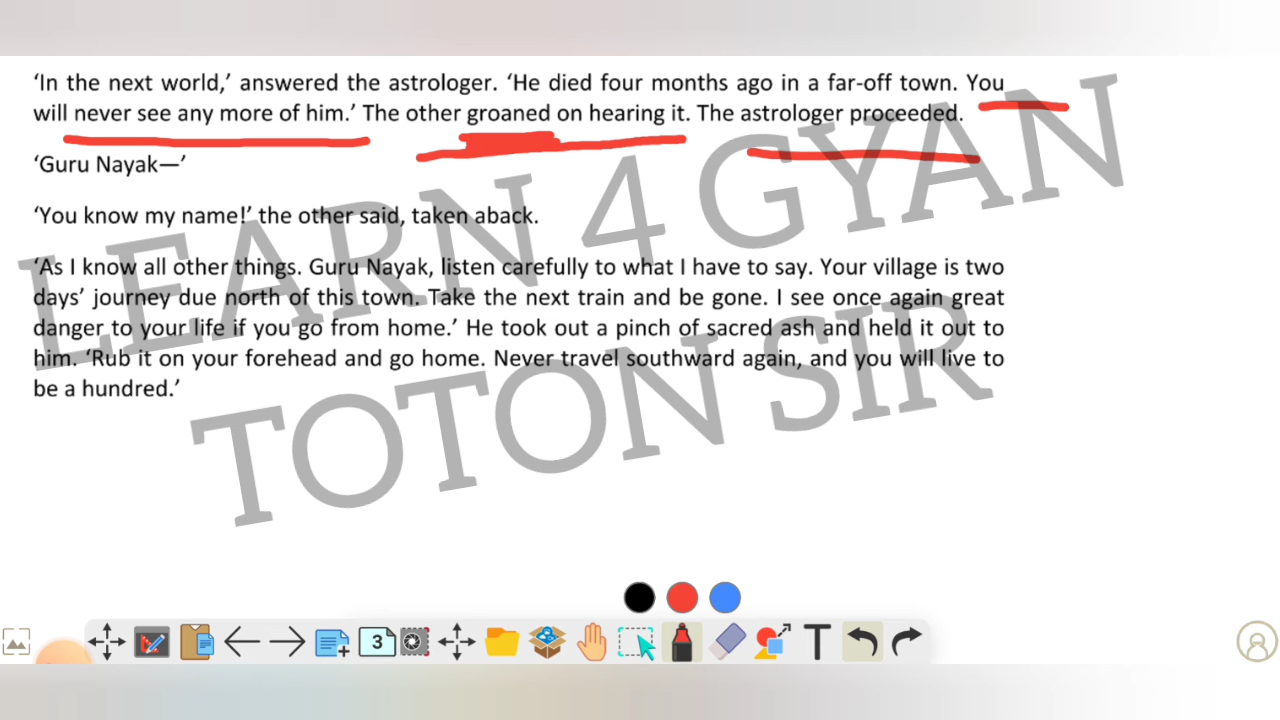 ‘In the next world,’ answered the astrologer. ‘He died four months ago in a far-off town. You
will never see any more of him.’ The other groaned on hearing it. The astrologer proceeded.
‘Guru Nayak—’
‘You know my name!’ the other said, taken aback.
‘As I know all other things. Guru Nayak, listen carefully to what I have to say. Your village is two
days’ journey due north of this town. Take the next train and be gone. I see once again great
danger to your life if you go from home.’ He took out a pinch of sacred ash and held it out to
him. ‘Rub it on your forehead and go home. Never travel southward again, and you will live to
be a hundred.’
LEARN 4 GYAN
TOTON SIR
3
T